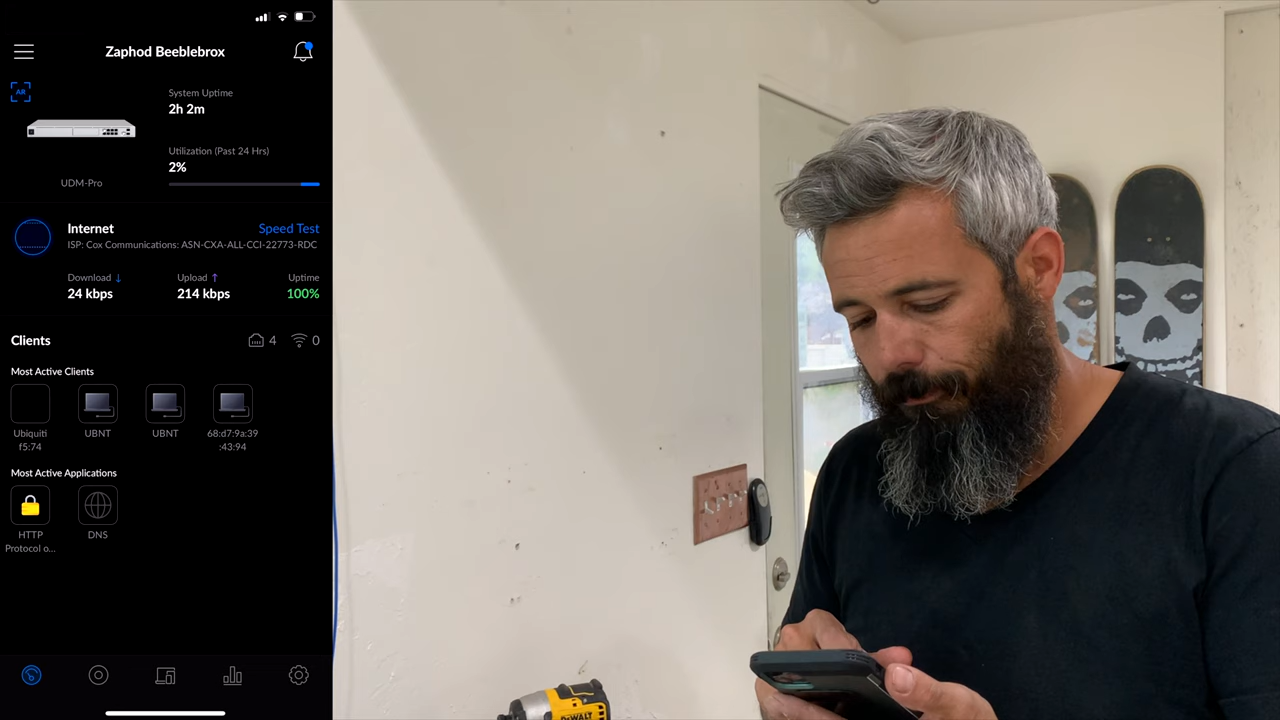 Zaphod Beeblebrox
AR
System Uptime
2h 2m
Utilization (Past 24 Hrs)
2%
UDM-Pro
Internet
Speed Test
ISP: Cox Communications: ASN-CXA-ALL-CCI-22773-RDC
Download ↓ Upload ↑ Uptime
24 kbps 214 kbps 100%
Clients 4 0
Most Active Clients
Ubiquiti f5:74
UBNT
UBNT
68:d7:9a:39
:43:94
Most Active Applications
HTTP
Protocol o...
DNS
DEWALT